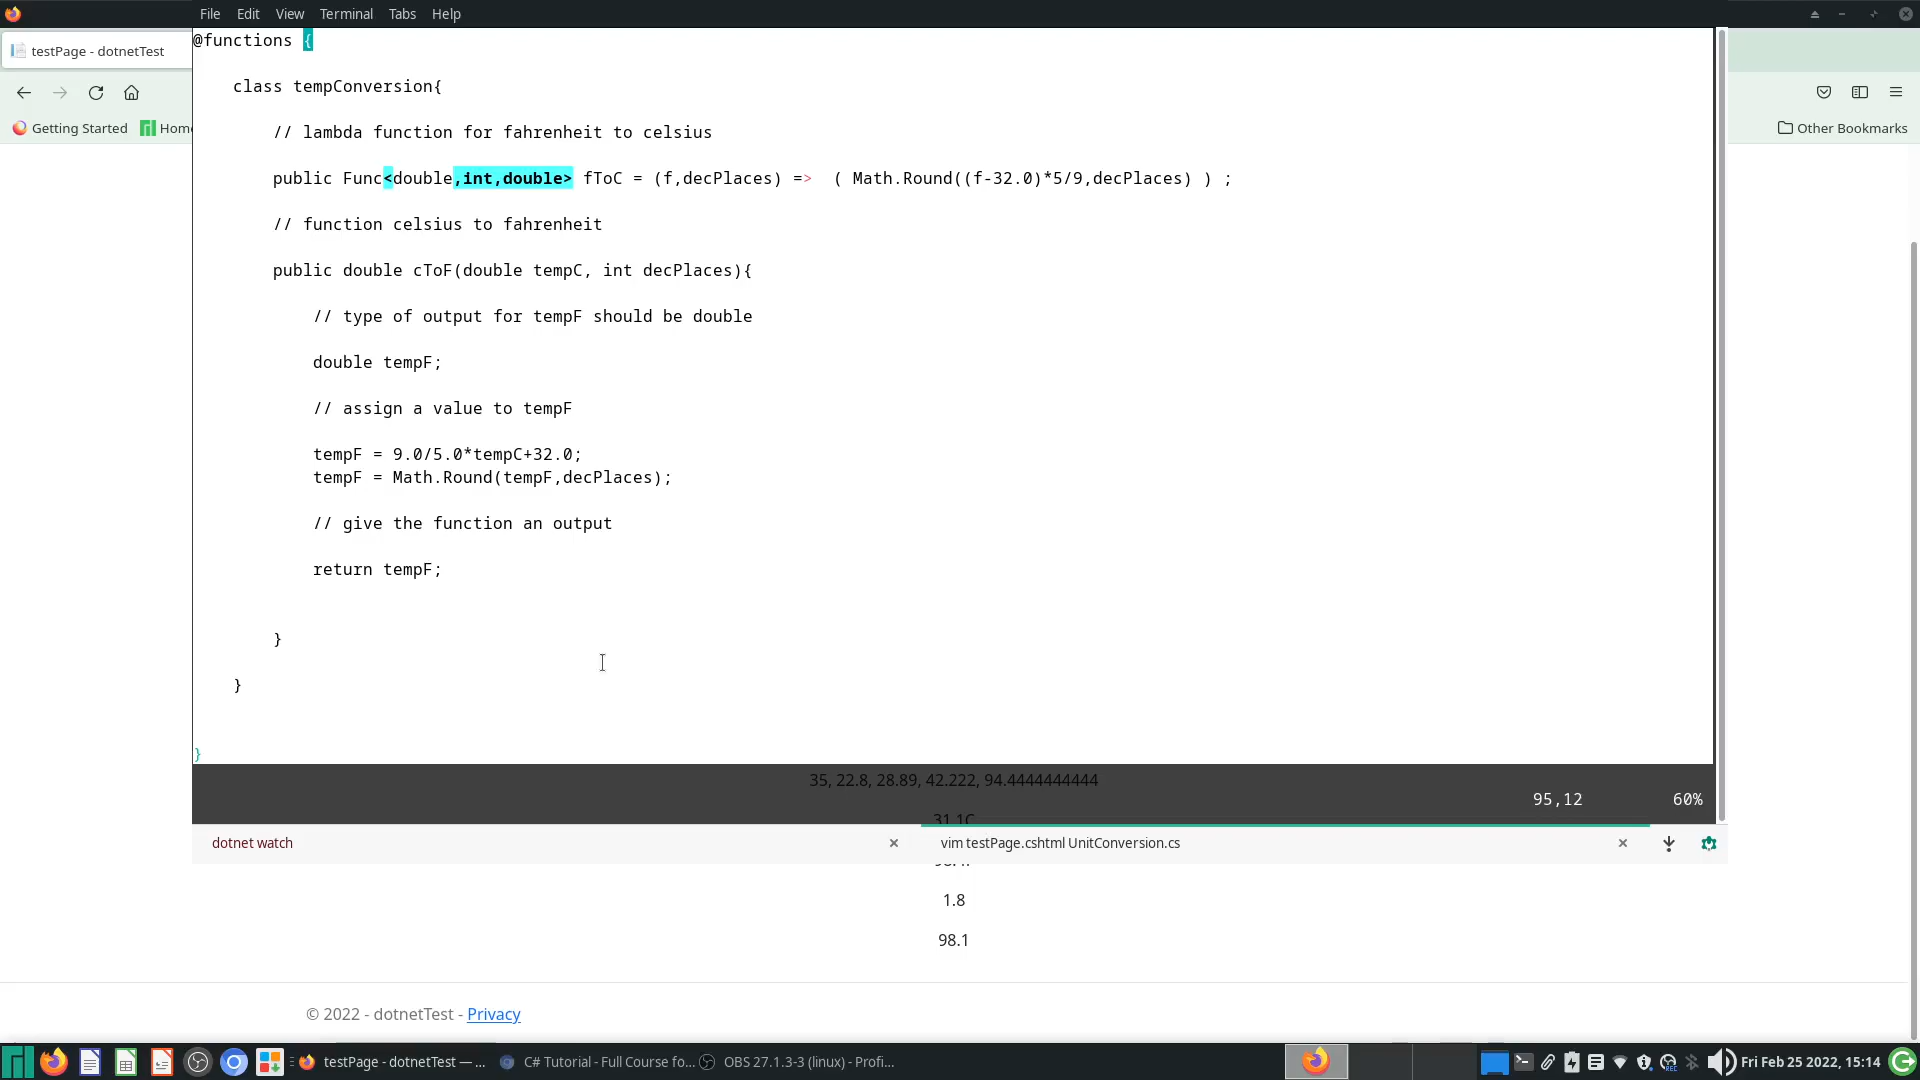 File Edit View Terminal Tabs Help
testPage - dotnetTest
Getting Started
Home
Other Bookmarks
@functions {
class tempConversion{
// lambda function for fahrenheit to celsius
public Func<double,int,double> fToC = (f,decPlaces) => ( Math.Round((f-32.0)*5/9,decPlaces) ) ;
// function celsius to fahrenheit
public double cToF(double tempC, int decPlaces){
// type of output for tempF should be double
double tempF;
// assign a value to tempF
tempF = 9.0/5.0*tempC+32.0;
tempF = Math.Round(tempF,decPlaces);
// give the function an output
return tempF;
}
}
}
35, 22.8, 28.89, 42.222, 94.4444444444
95,12 60%
31.1C
dotnet watch
vim testPage.cshtml UnitConversion.cs
1.8
98.1
© 2022 - dotnetTest - Privacy
testPage - dotnetTest — ...
C# Tutorial - Full Course fo...
OBS 27.1.3-3 (linux) - Profi...
Fri Feb 25 2022, 15:14